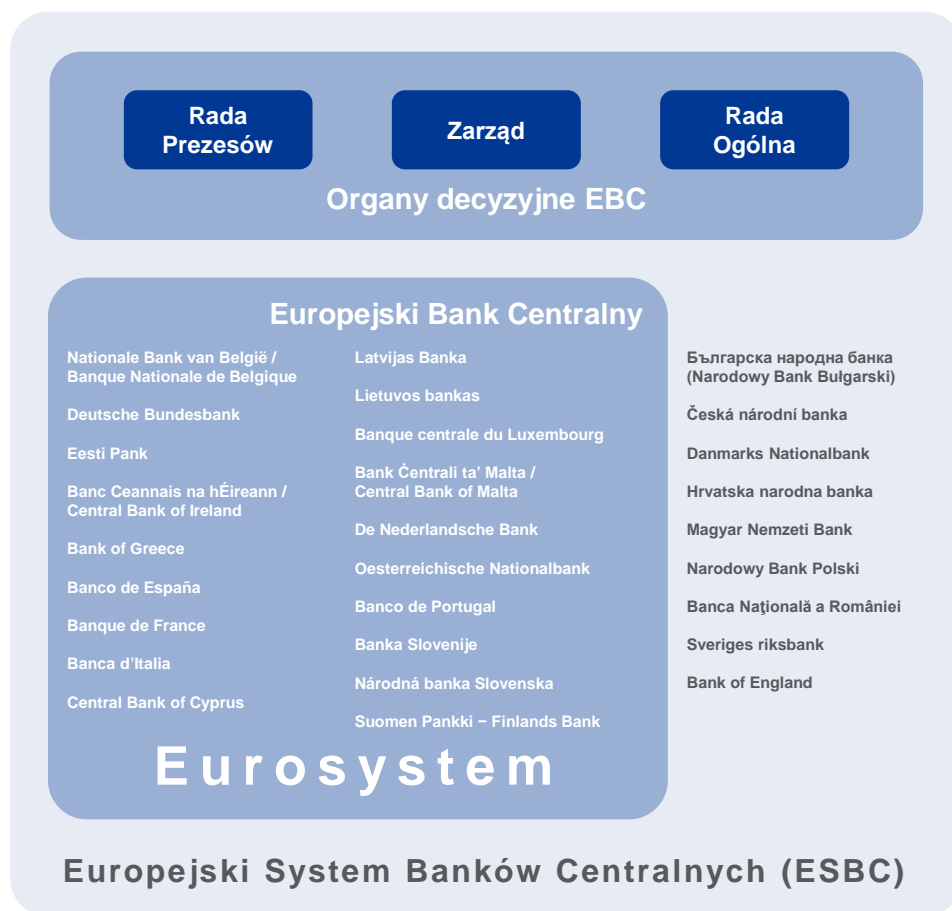 Rada
Prezesów
Zarząd
Rada
Ogólna
Organy decyzyjne EBC
Europejski Bank Centralny
Nationale Bank van België /
Banque Nationale de Belgique
Deutsche Bundesbank
Eesti Pank
Banc Ceannais na hÉireann /
Central Bank of Ireland
Bank of Greece
Banco de España
Banque de France
Banca d’Italia
Central Bank of Cyprus
Latvijas Banka
Lietuvos bankas
Banque centrale du Luxembourg
Bank Ċentrali ta’ Malta /
Central Bank of Malta
De Nederlandsche Bank
Oesterreichische Nationalbank
Banco de Portugal
Banka Slovenije
Národná banka Slovenska
Suomen Pankki – Finlands Bank
Eurosystem
Българска народна банка
(Narodowy Bank Bułgarski)
Česká národní banka
Danmarks Nationalbank
Hrvatska narodna banka
Magyar Nemzeti Bank
Narodowy Bank Polski
Banca Naţională a României
Sveriges riksbank
Bank of England
Europejski System Banków Centralnych (ESBC)